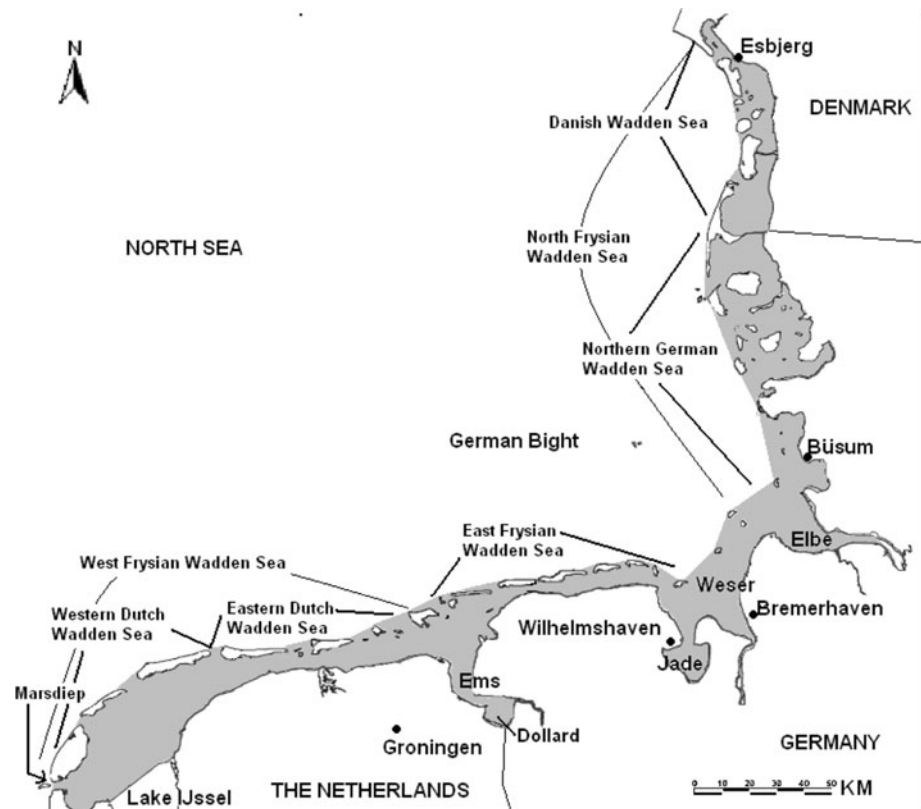 Esbjerg
N
DENMARK
Danish Wadden Sea
NORTH SEA
North Frysian
Wadden Sea
Northern German
Wadden Sea
German Bight
Büsum
East Frysian
Wadden Sea
Elbe
West Frysian Wadden Sea
Weser
Western Dutch
Wadden Sea
Eastern Dutch
Wadden Sea
Bremerhaven
Wilhelmshaven
Jade
Marsdiep
Ems
Dollard
Groningen
GERMANY
THE NETHERLANDS
Lake IJssel
0 10 20 30 40 50 KM